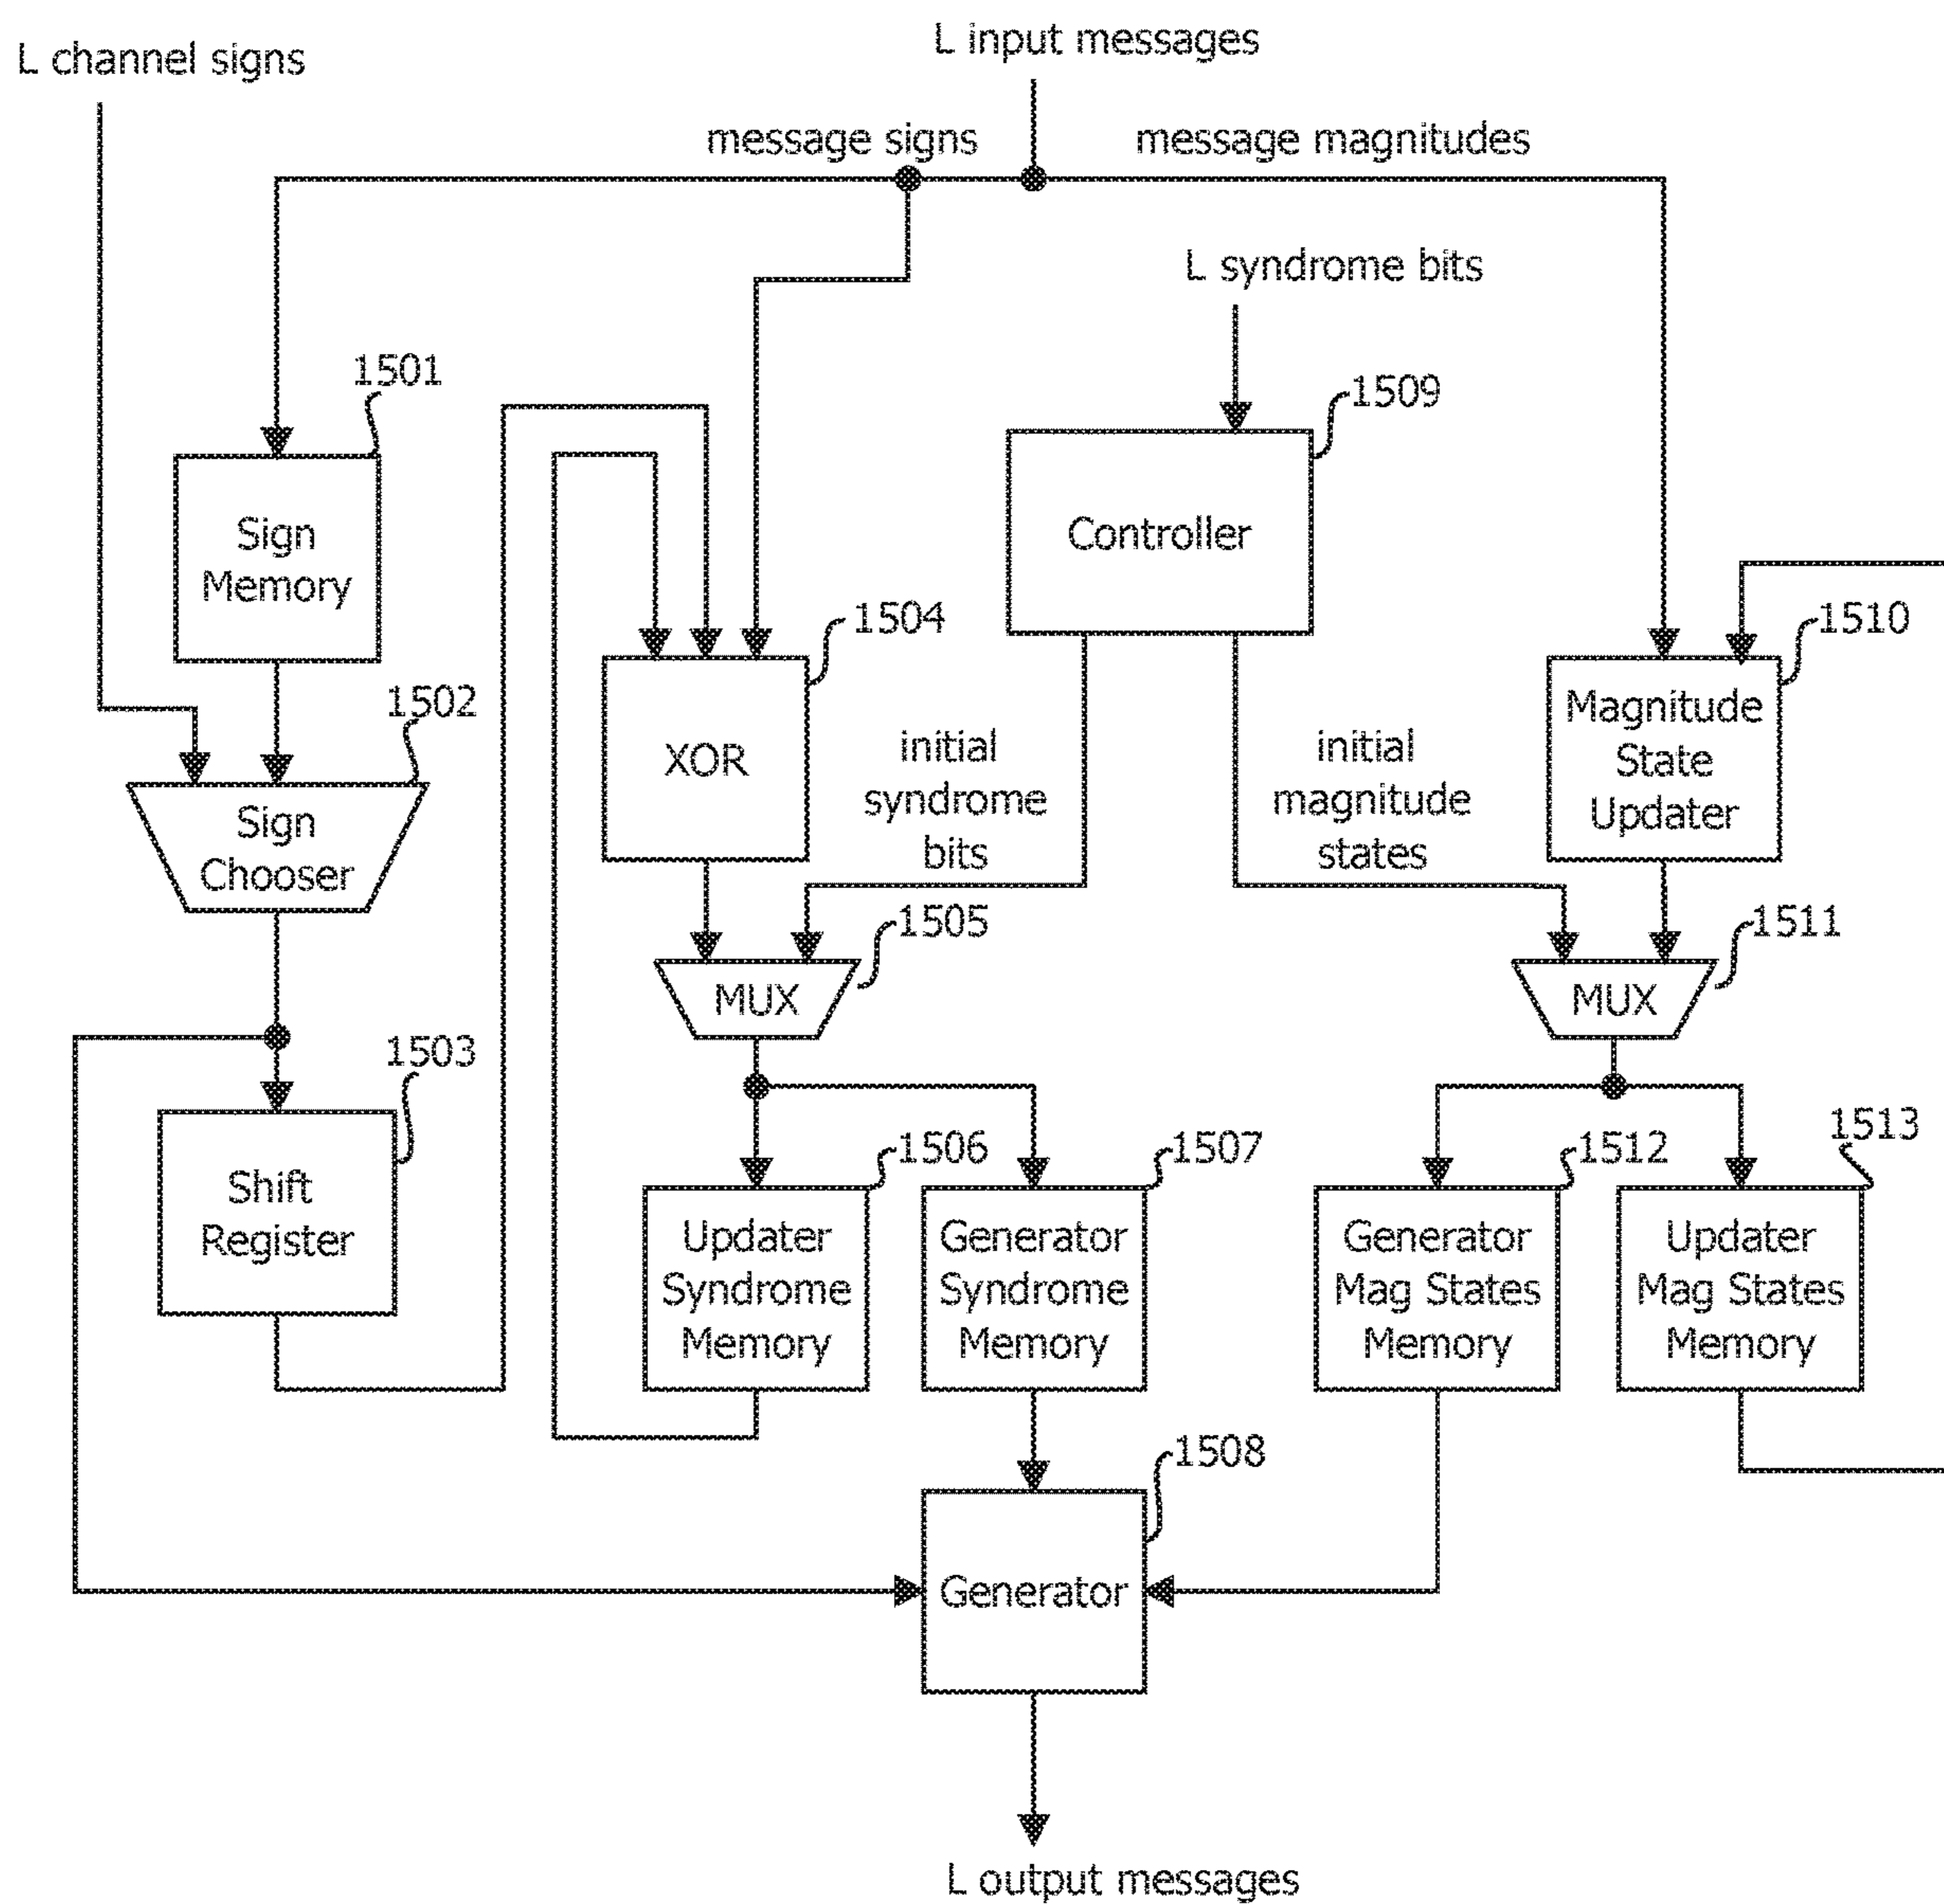 L channel signs
L input messages
message signs
message magnitudes
L syndrome bits
1501
1509
Sign
Memory
Controller
1504
1510
1502
XOR
initial
syndrome
bits
initial
magnitude
states
Magnitude
State
Updater
Sign
Chooser
1505
1511
MUX
MUX
1503
1506
1507
1512
1513
Shift
Register
Updater
Syndrome
Memory
Generator
Syndrome
Memory
Generator
Mag States
Memory
Updater
Mag States
Memory
1508
Generator
L output messages